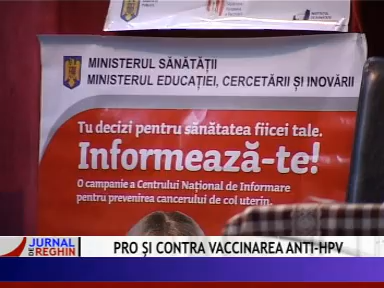 MINISTERUL SĂNĂTĂȚII
MINISTERUL EDUCAȚIEI, CERCETĂRII ȘI INOVĂRII
Tu decizi pentru sănătatea fiicei tale.
Informează-te!
O campanie a Centrului Național de Informare
pentru prevenirea cancerului de col uterin.
JURNAL
DE REGHIN
PRO ȘI CONTRA VACCINAREA ANTI-HPV